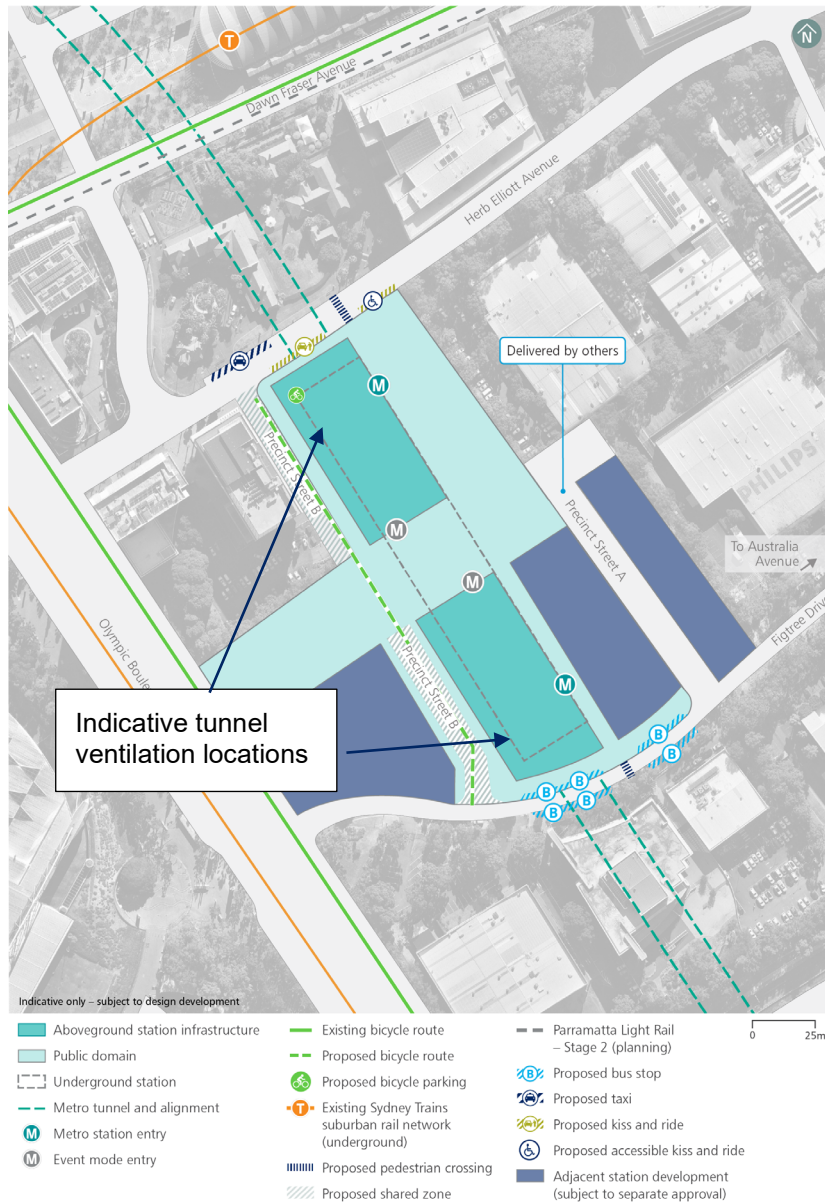 N
T
Dawn Fraser Avenue
Herb Elliott Avenue
Delivered by others
M
Precinct Street B
PHILIPS
Precinct Street A
M
To Australia
Avenue
M
Figtree Drive
Olympic Boule
Precinct Street B
M
Indicative tunnel
ventilation locations
B
B
B
B
B
B
Indicative only – subject to design development
Aboveground station infrastructure
Public domain
Underground station
Metro tunnel and alignment
M Metro station entry
M Event mode entry
Existing bicycle route
Proposed bicycle route
Proposed bicycle parking
T Existing Sydney Trains
suburban rail network
(underground)
Proposed pedestrian crossing
Proposed shared zone
Parramatta Light Rail
– Stage 2 (planning)
B Proposed bus stop
Proposed taxi
Proposed kiss and ride
Proposed accessible kiss and ride
Adjacent station development
(subject to separate approval)
0 25m